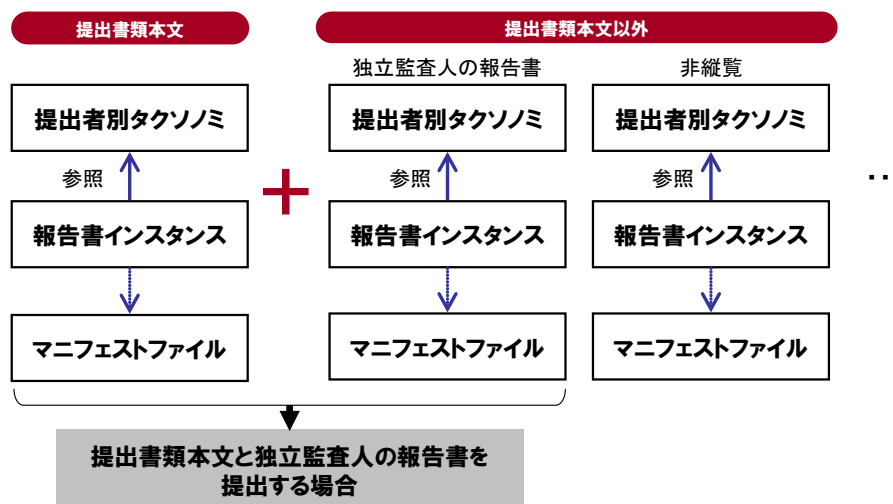 提出書類本文
提出書類本文以外
独立監査人の報告書
非縦覧
提出者別タクソノミ
提出者別タクソノミ
提出者別タクソノミ
参照
参照
参照
報告書インスタンス
報告書インスタンス
報告書インスタンス
マニフェストファイル
マニフェストファイル
マニフェストファイル
提出書類本文と独立監査人の報告書を
提出する場合